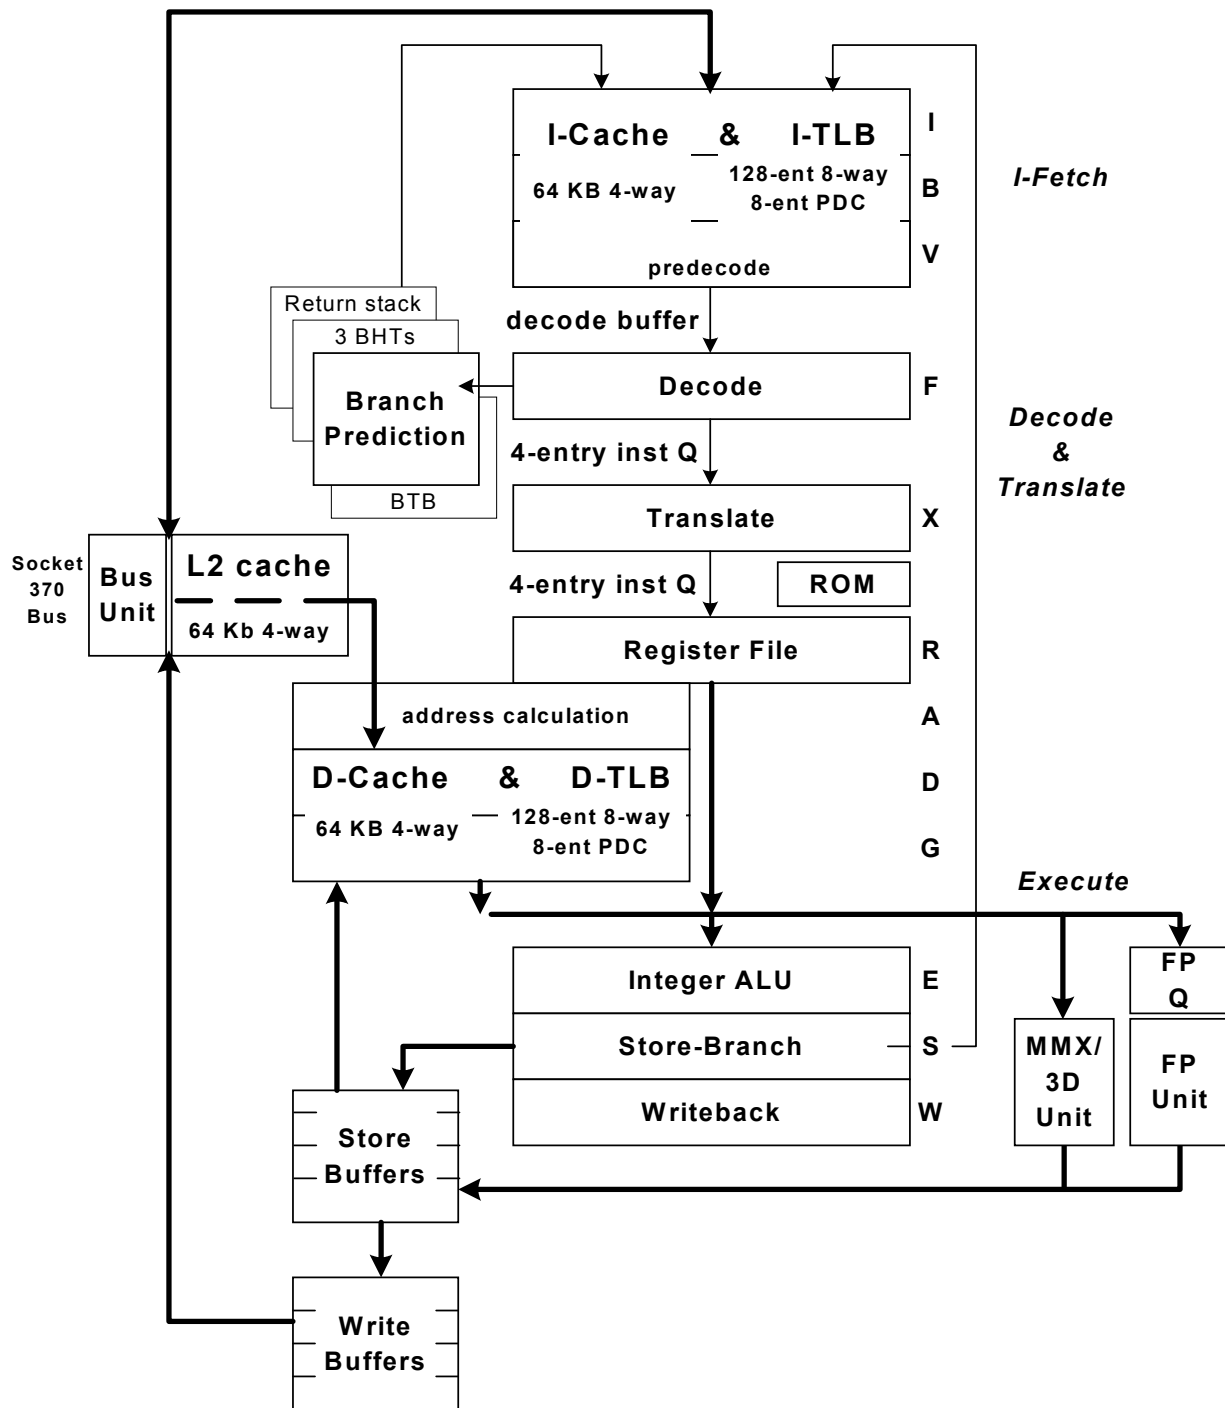 I-Cache & I-TLB I
64 KB 4-way 128-ent 8-way B
8-ent PDC
I-Fetch
predecode V
Return stack
decode buffer
3 BHTs
Decode F
Branch
Prediction
BTB
4-entry inst Q
Decode
&
Translate
Translate X
Socket
370
Bus
Bus
Unit
L2 cache
64 Kb 4-way
4-entry inst Q
ROM
Register File R
address calculation A
D-Cache & D-TLB D
64 KB 4-way 128-ent 8-way
8-ent PDC G
Execute
Integer ALU E
FP
Q
Store-Branch S
MMX/
3D
Unit
FP
Unit
Writeback W
Store
Buffers
Write
Buffers